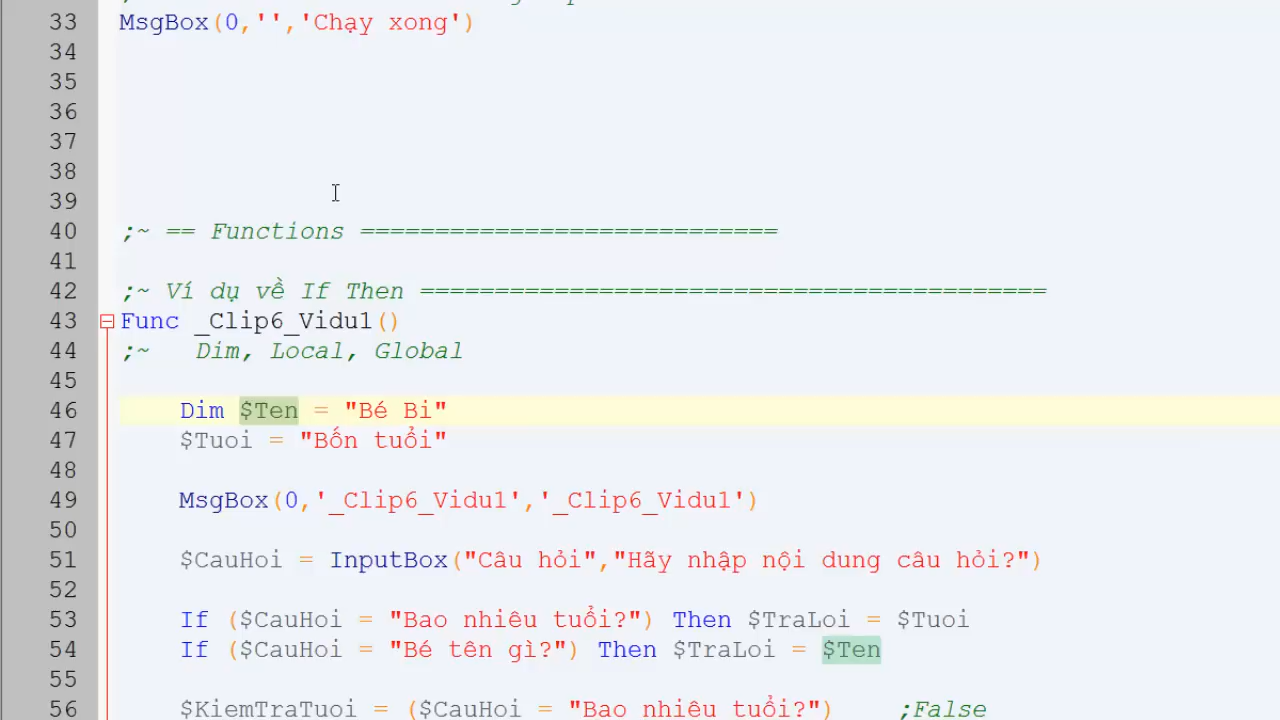 33 MsgBox(0,'','Chạy xong')
34
35
36
37
38
39
40 ;~ == Functions ============================
41
42 ;~ Ví dụ về If Then ==========================================
43 Func _Clip6_Vidu1()
44 ;~ Dim, Local, Global
45
46 Dim $Ten = "Bé Bi"
47 $Tuoi = "Bốn tuổi"
48
49 MsgBox(0,'_Clip6_Vidu1','_Clip6_Vidu1')
50
51 $CauHoi = InputBox("Câu hỏi","Hãy nhập nội dung câu hỏi?")
52
53 If ($CauHoi = "Bao nhiêu tuổi?") Then $TraLoi = $Tuoi
54 If ($CauHoi = "Bé tên gì?") Then $TraLoi = $Ten
55
56 $KiemTraTuoi = ($CauHoi = "Bao nhiêu tuổi?") ;False